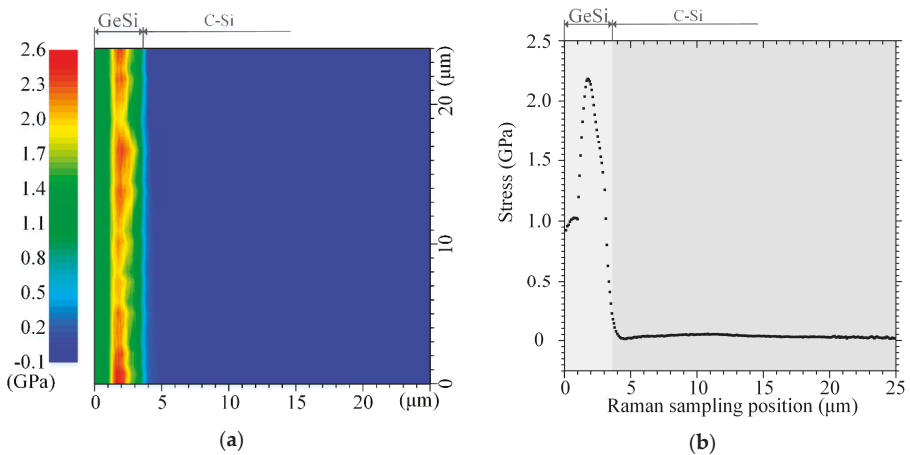 GeSi
C-Si
2.6
2.3
2.0
1.7
1.4
1.1
0.8
0.5
0.2
-0.1
(GPa)
(μm)
20
10
0
0
5
10
15
20
(μm)
(a)
GeSi
C-Si
Stress (GPa)
2.5
2.0
1.5
1.0
0.5
0
0
5
10
15
20
25
Raman sampling position (μm)
(b)